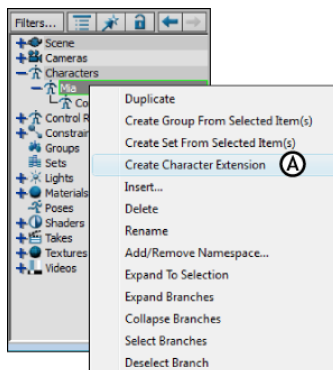 Filters...
Scene
Cameras
Characters
Mia
Co
Control R
Constrain
Groups
Sets
Lights
Materials
Poses
Shaders
Takes
Textures
Videos
Duplicate
Create Group From Selected Item(s)
Create Set From Selected Item(s)
Create Character Extension A
Insert...
Delete
Rename
Add/Remove Namespace...
Expand To Selection
Expand Branches
Collapse Branches
Select Branches
Deselect Branch